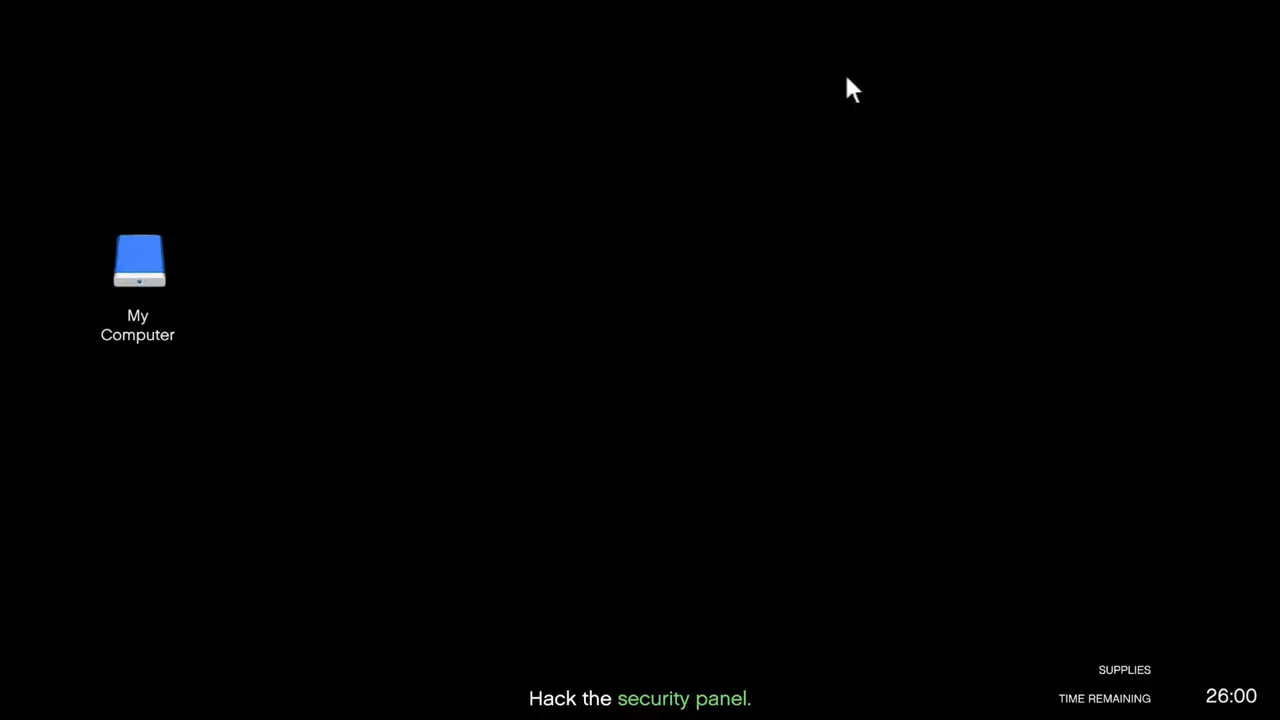 My
Computer
SUPPLIES
Hack the security panel.
TIME REMAINING 26:00